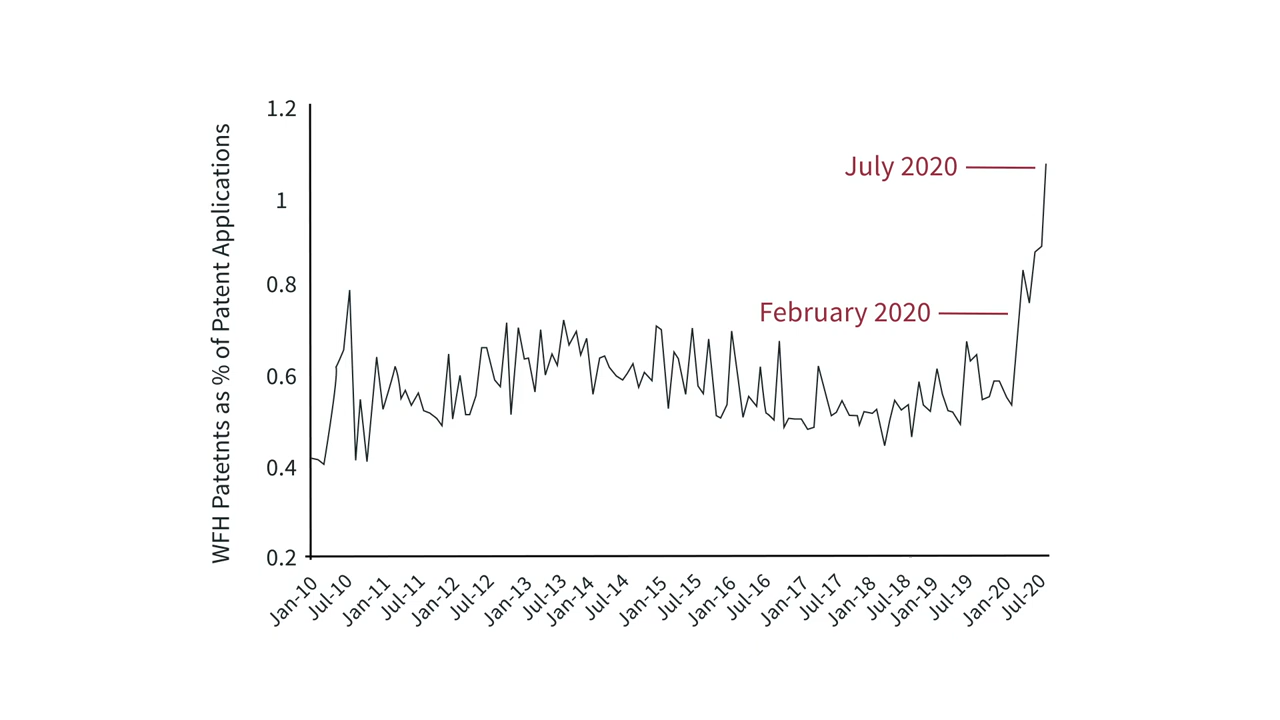 WFH Patetnts as % of Patent Applications
1.2
1
0.8
0.6
0.4
0.2
July 2020
February 2020
Jan-10
Jul-10
Jan-11
Jul-11
Jan-12
Jul-12
Jan-13
Jul-13
Jan-14
Jul-14
Jan-15
Jul-15
Jan-16
Jul-16
Jan-17
Jul-17
Jan-18
Jul-18
Jan-19
Jul-19
Jan-20
Jul-20